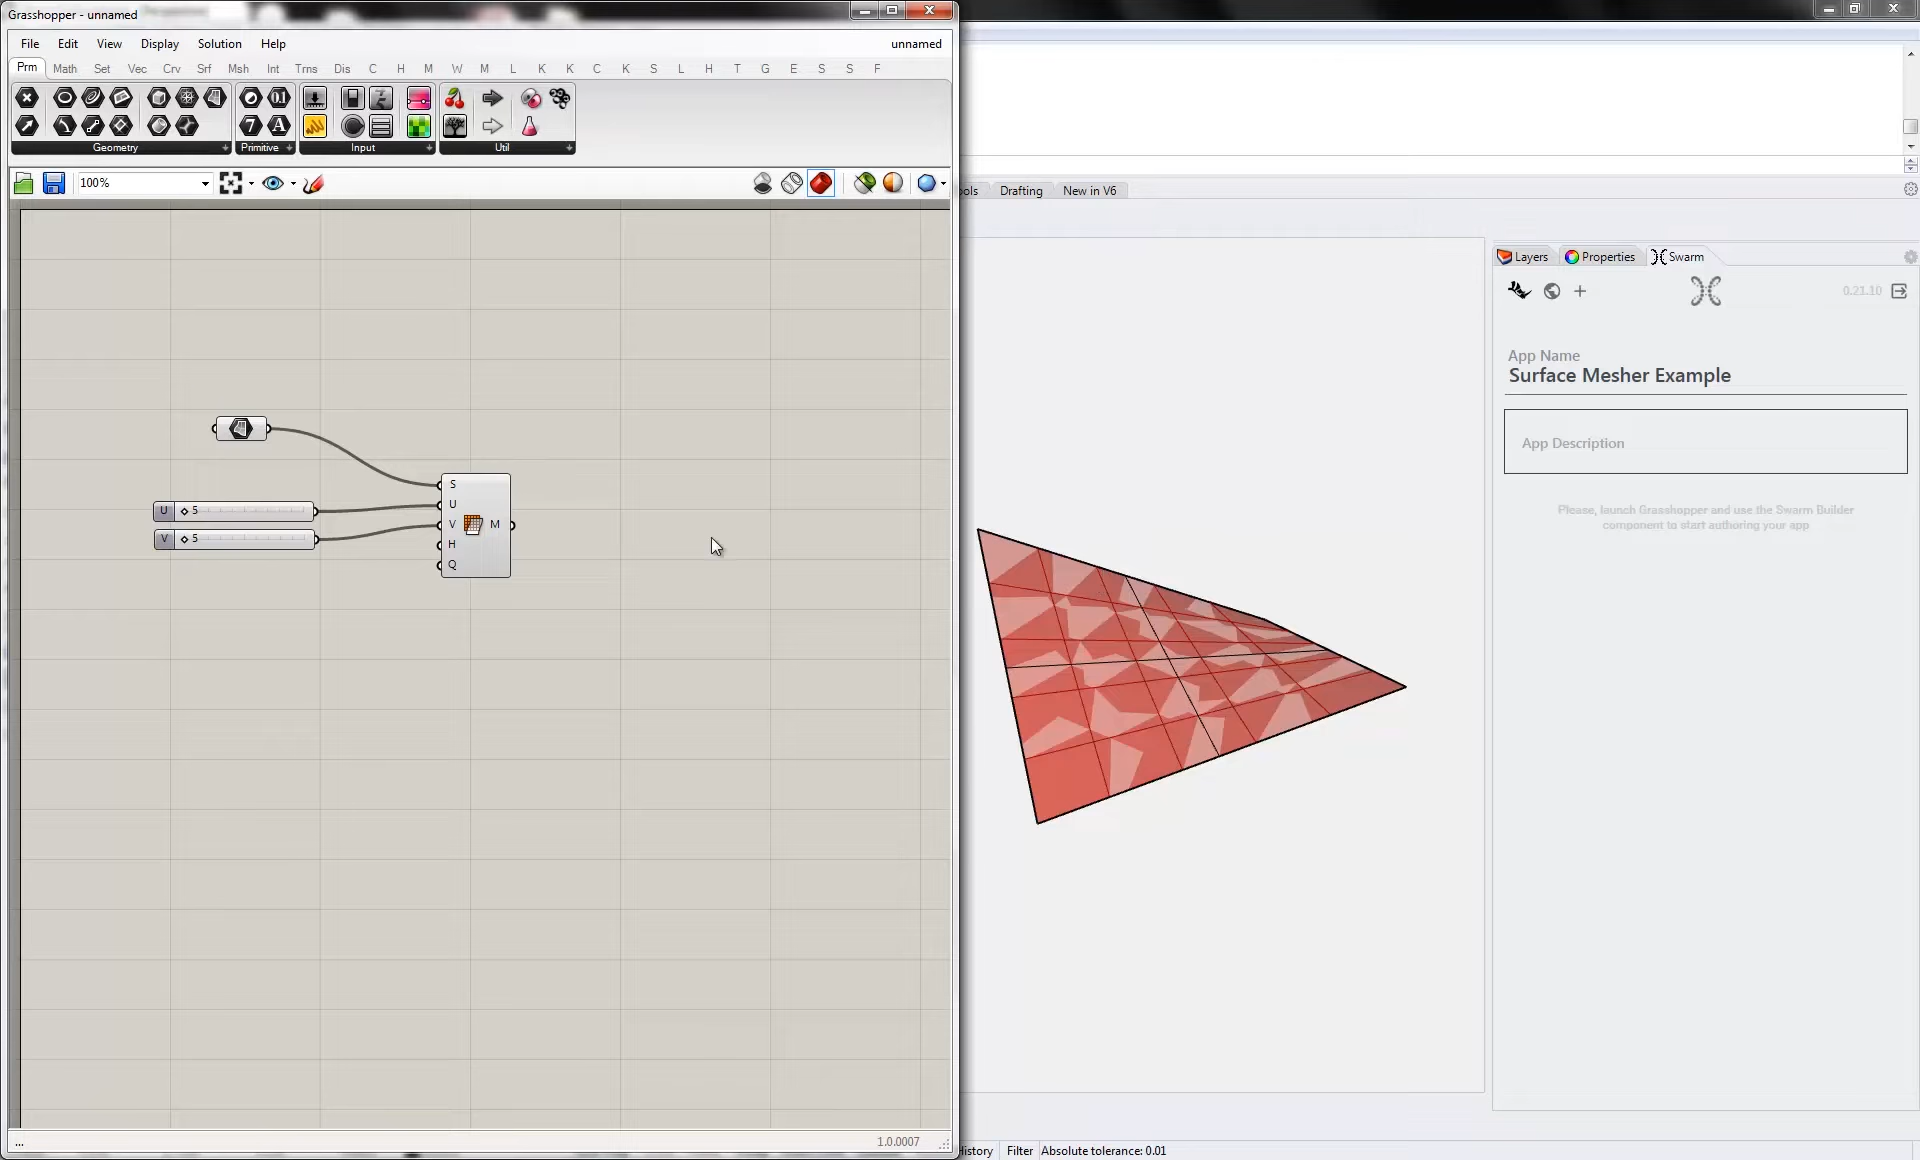 Grasshopper - unnamed
File Edit View Display Solution Help unnamed
Prm Math Set Vec Crv Srf Msh Int Trns Dis C H M W M L K K C K S L H T G E S S F
Geometry Primitive Input Util
100%
ools Drafting New in V6
Layers Properties Swarm
0.21.10
App Name
Surface Mesher Example
App Description
Please, launch Grasshopper and use the Swarm Builder
component to start authoring your app
S
U 5 U
V 5 V M
H
Q
... 1.0.0007
History Filter Absolute tolerance: 0.01